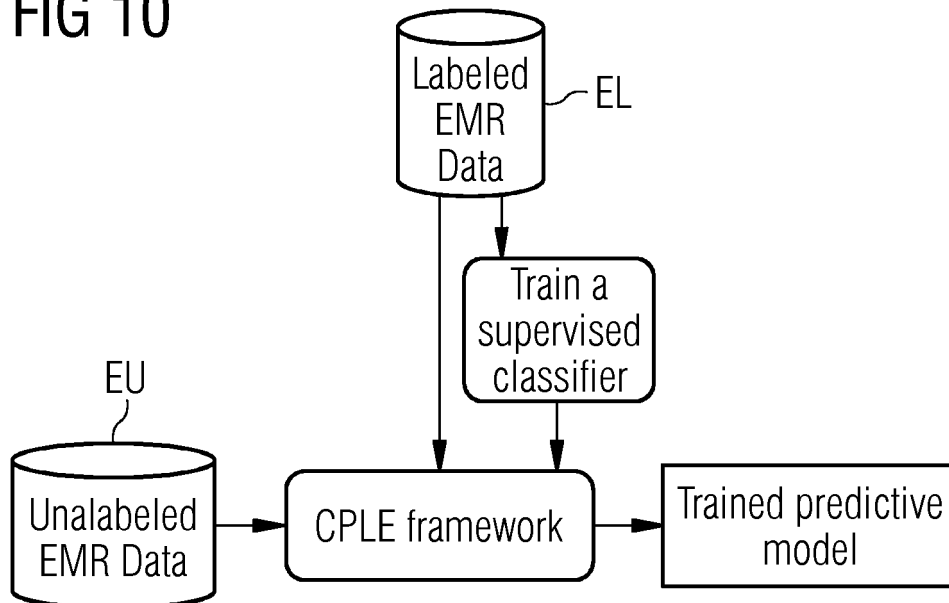 FIG 10
Labeled
EMR
Data
EL
Train a
supervised
classifier
EU
Unalabeled
EMR Data
CPLE framework
Trained predictive
model